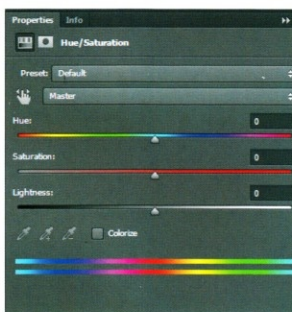 Properties Info
Hue/Saturation
Preset: Default
Master
Hue: 0
Saturation: 0
Lightness: 0
Colorize